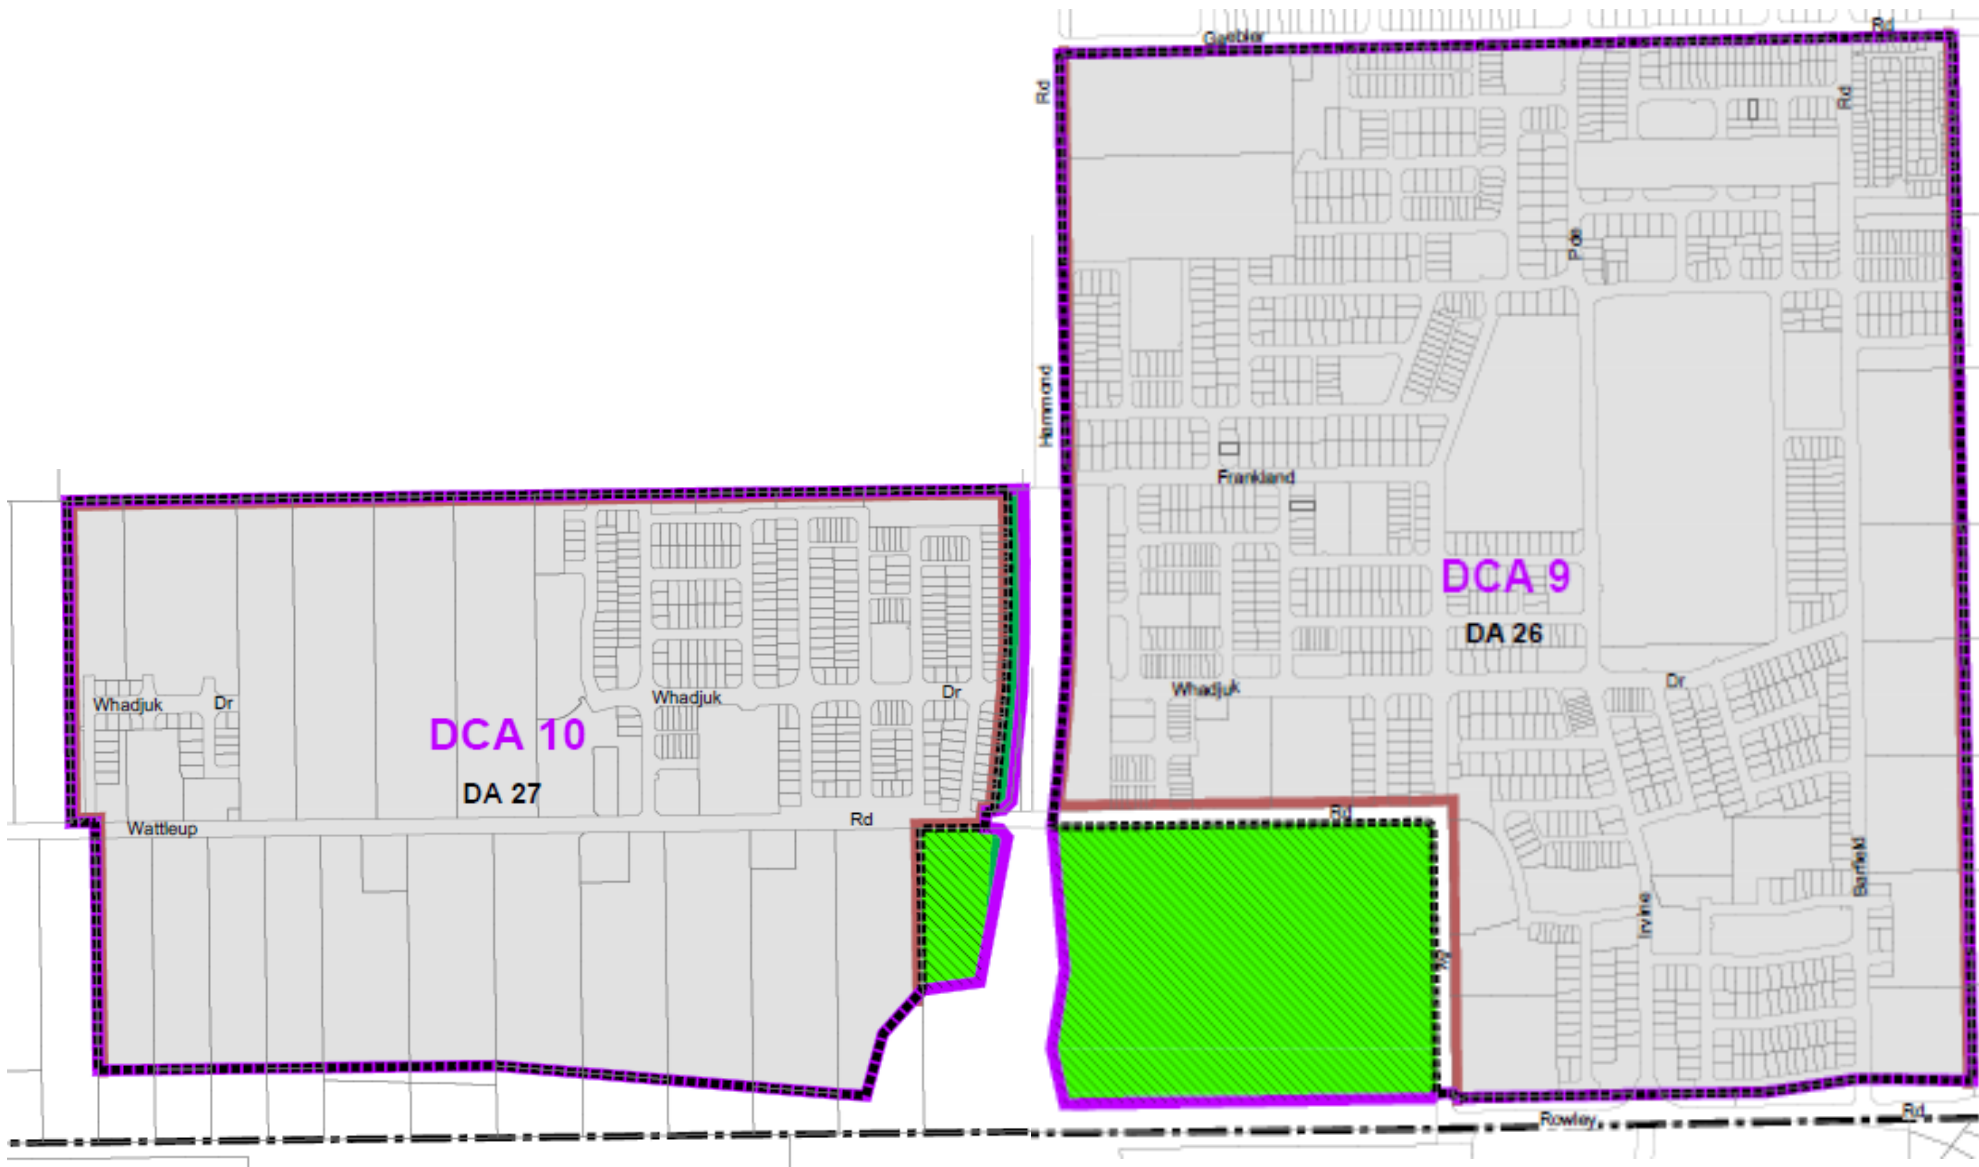 Gaebler Rd
Rd
Rd
Pde
Hammond
Frankland
DCA 9
DA 26
Whadjuk Dr
Whadjuk Dr
Whadjuk Dr
DCA 10
DA 27
Wattleup Rd
Rd
Barfield
Irvine
Rowley Rd